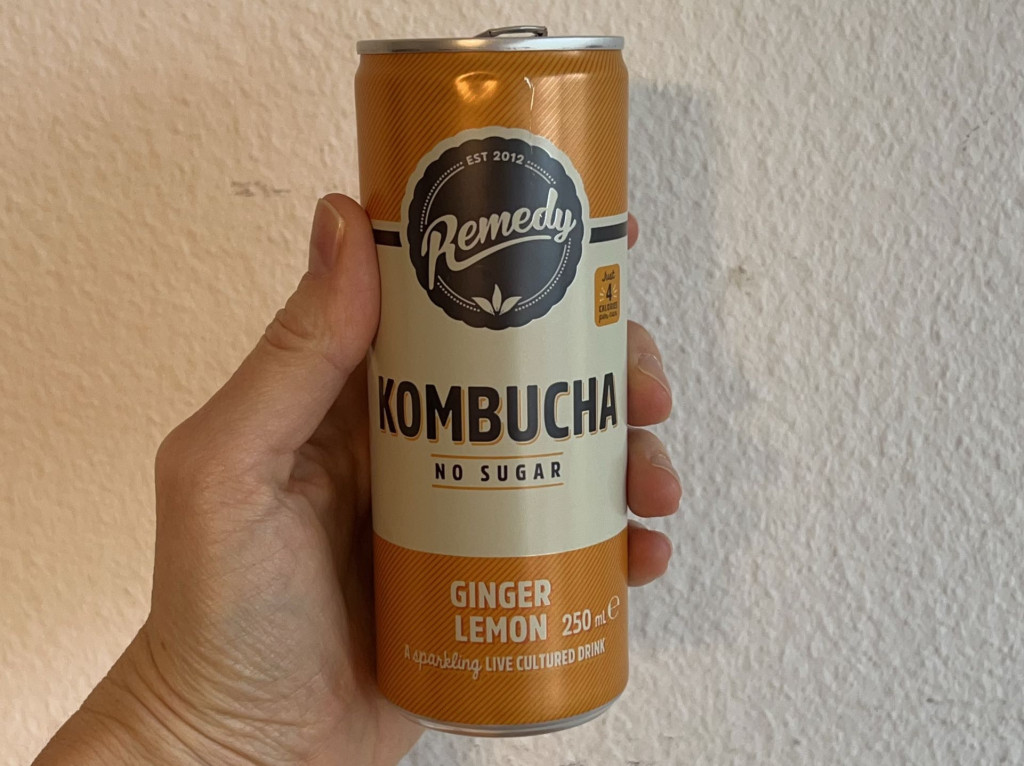 EST 2012
Remedy
Just
4
CALORIES
KOMBUCHA
NO SUGAR
GINGER
LEMON
250 mL e
A sparkling LIVE CULTURED DRINK